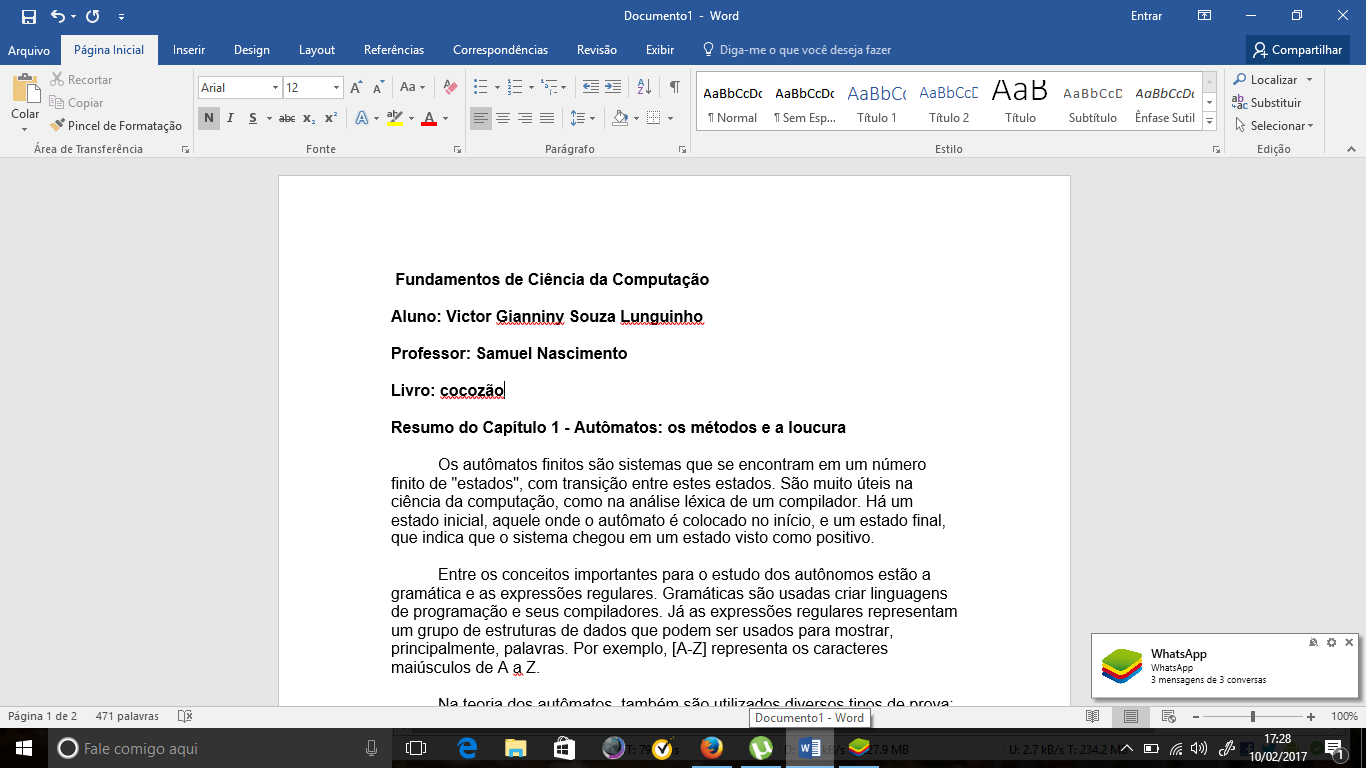 Documento1 - Word
Entrar
Arquivo
Página Inicial
Inserir
Design
Layout
Referências
Correspondências
Revisão
Exibir
Diga-me o que você deseja fazer
Compartilhar
Colar
Recortar
Copiar
Pincel de Formatação
Área de Transferência
Arial
12
Aa
N I S abc x₂ x²
A A
Fonte
Parágrafo
AaBbCcDc AaBbCcDc AaBbCc AaBbCcD AaB AaBbCcD AaBbCcDc
¶ Normal
¶ Sem Esp...
Título 1
Título 2
Título
Subtítulo
Ênfase Sutil
Estilo
Localizar
Substituir
Selecionar
Edição
Fundamentos de Ciência da Computação
Aluno: Victor Gianniny Souza Lunguinho
Professor: Samuel Nascimento
Livro: cocozão
Resumo do Capítulo 1 - Autômatos: os métodos e a loucura
Os autômatos finitos são sistemas que se encontram em um número
finito de "estados", com transição entre estes estados. São muito úteis na
ciência da computação, como na análise léxica de um compilador. Há um
estado inicial, aquele onde o autômato é colocado no início, e um estado final,
que indica que o sistema chegou em um estado visto como positivo.
Entre os conceitos importantes para o estudo dos autônomos estão a
gramática e as expressões regulares. Gramáticas são usadas criar linguagens
de programação e seus compiladores. Já as expressões regulares representam
um grupo de estruturas de dados que podem ser usados para mostrar,
principalmente, palavras. Por exemplo, [A-Z] representa os caracteres
maiúsculos de A a Z.
Na teoria dos autômatos, também são utilizados diversos tipos de prova:
WhatsApp
WhatsApp
3 mensagens de 3 conversas
Página 1 de 2
471 palavras
100%
Documento1 - Word
Fale comigo aqui
U: 2.7 kB/s T: 234.2 M
17:28
10/02/2017
1